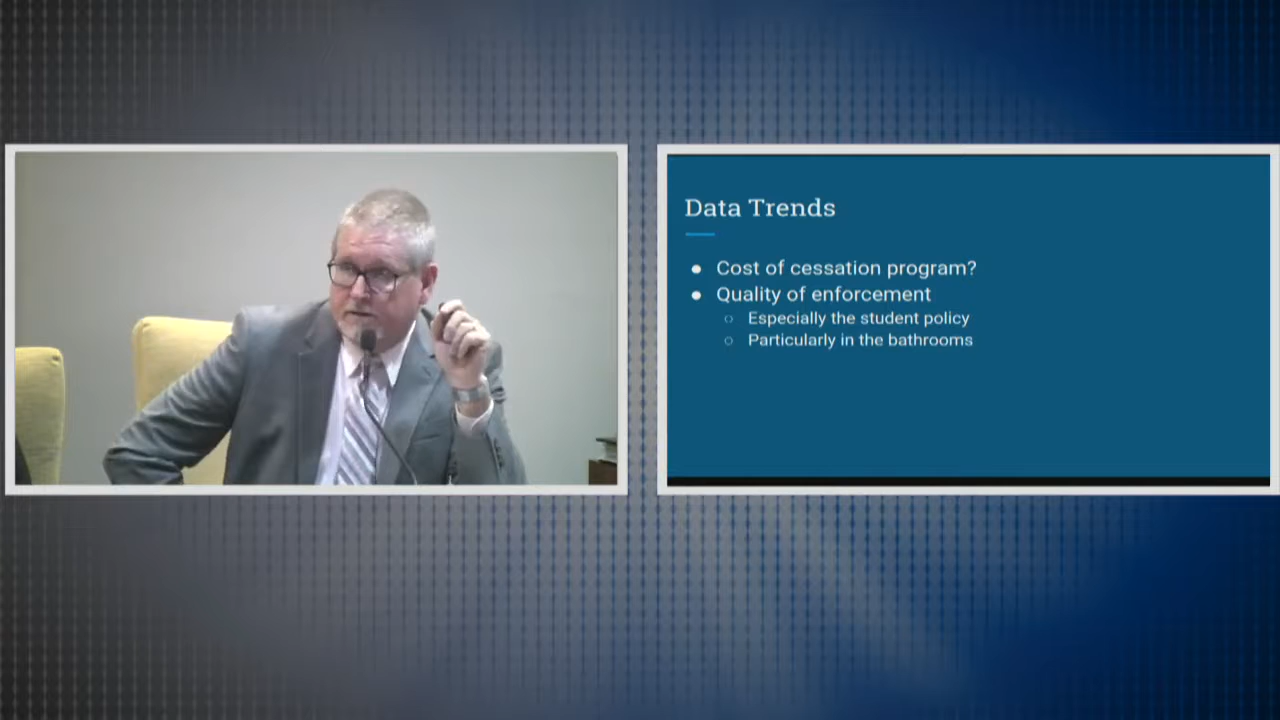 Data Trends
● Cost of cessation program?
● Quality of enforcement
○ Especially the student policy
○ Particularly in the bathrooms